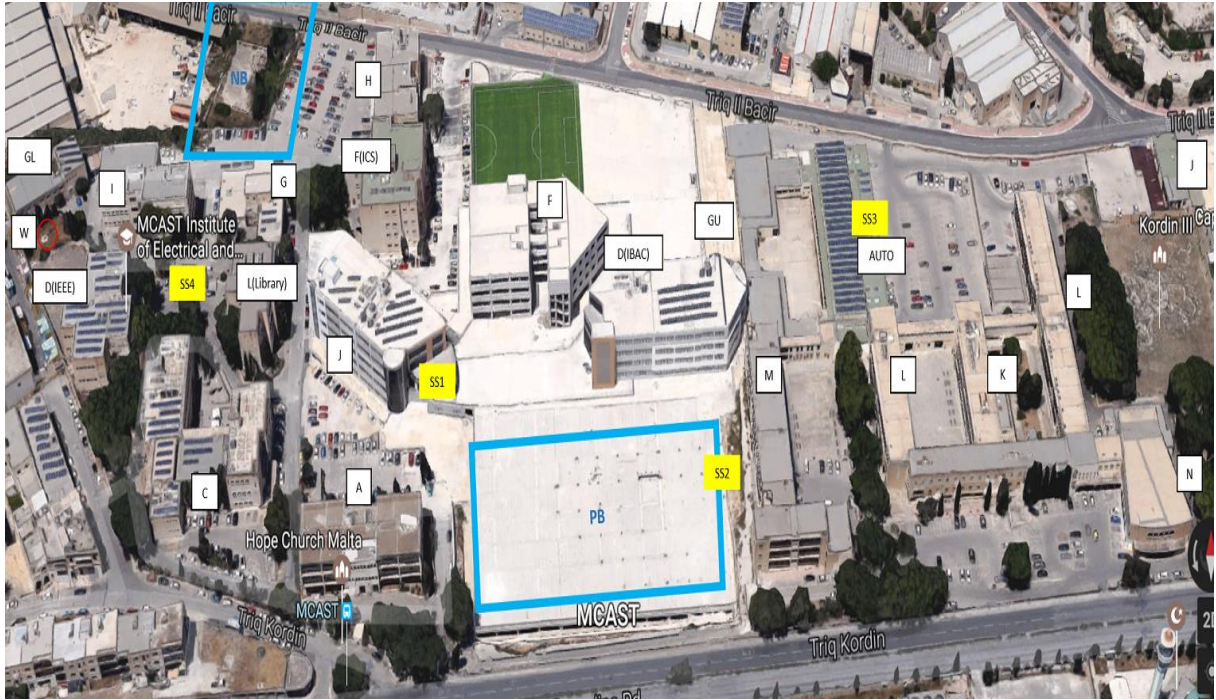 Triq Il Bacir
Triq Il Bacir
NB
H
Triq Il Bacir
GL
F(ICS)
J
I
G
F
W
MCAST Institute
of Electrical and...
GU
SS3
Kordin III
D(IBAC)
AUTO
D(IEEE)
SS4
L(Library)
L
J
SS1
M
L
K
SS2
N
C
A
PB
Hope Church Malta
MCAST
MCAST
Triq Kordin
Triq Kordin
2D